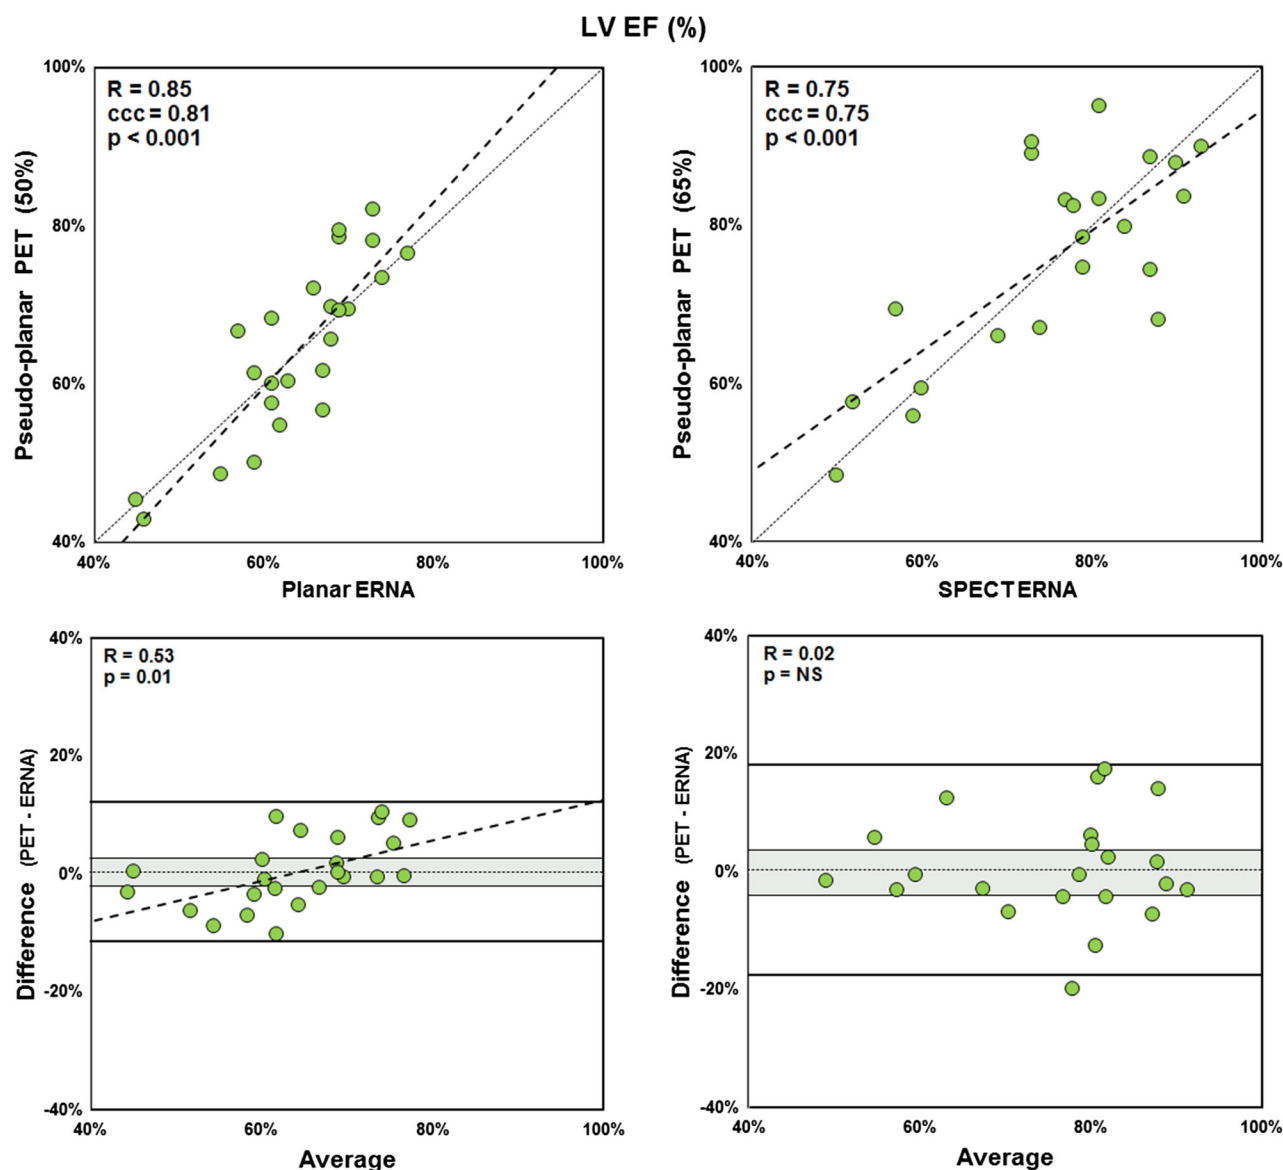 LV EF (%)
100%
80%
60%
40%
R = 0.85
ccc = 0.81
p < 0.001
Pseudo-planar PET (50%)
40%
60%
80%
100%
Planar ERNA
100%
80%
60%
40%
R = 0.75
ccc = 0.75
p < 0.001
Pseudo-planar PET (65%)
40%
60%
80%
100%
SPECT ERNA
40%
20%
0%
-20%
-40%
R = 0.53
p = 0.01
Difference (PET - ERNA)
40%
60%
80%
100%
Average
40%
20%
0%
-20%
-40%
R = 0.02
p = NS
Difference (PET - ERNA)
40%
60%
80%
100%
Average